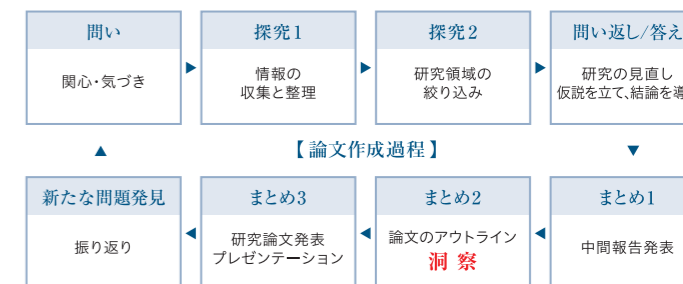 問い
関心・気づき
探究1
情報の
収集と整理
探究2
研究領域の
絞り込み
問い返し/答え
研究の見直し
仮説を立て、結論を導
【論文作成過程】
新たな問題発見
振り返り
まとめ3
研究論文発表
プレゼンテーション
まとめ2
論文のアウトライン
洞察
まとめ1
中間報告発表